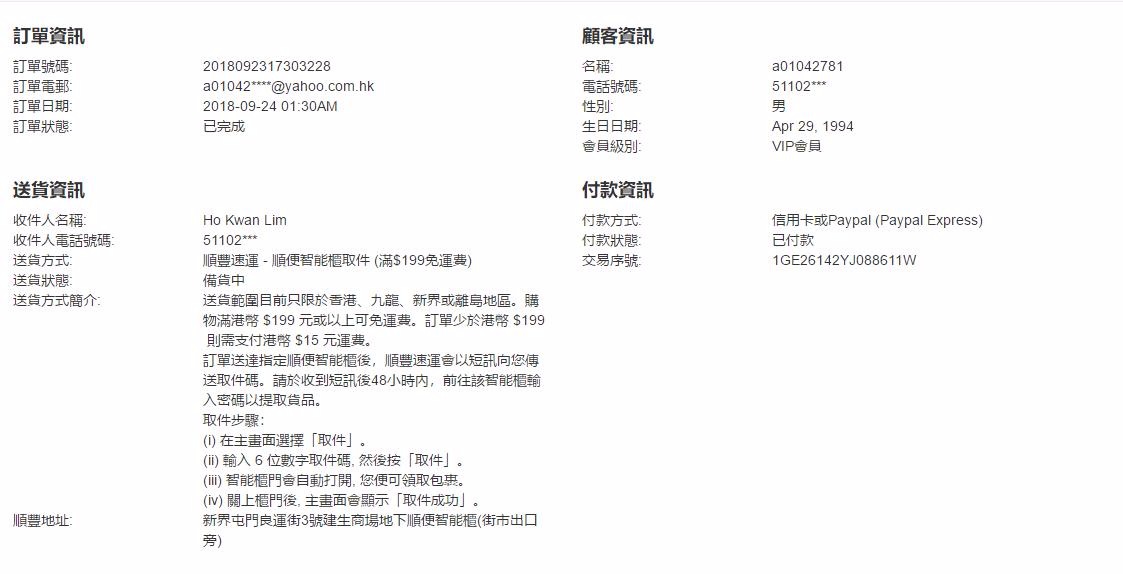 訂單資訊
訂單號碼: 2018092317303228
訂單電郵: a01042****@yahoo.com.hk
訂單日期: 2018-09-24 01:30AM
訂單狀態: 已完成
顧客資訊
名稱: a01042781
電話號碼: 51102***
性別: 男
生日日期: Apr 29, 1994
會員級別: VIP會員
送貨資訊
收件人名稱: Ho Kwan Lim
收件人電話號碼: 51102***
送貨方式: 順豐速運 - 順便智能櫃取件 (滿$199免運費)
送貨狀態: 備貨中
送貨方式簡介: 送貨範圍目前只限於香港、九龍、新界或離島地區。購
物滿港幣 $199 元或以上可免運費。訂單少於港幣 $199
則需支付港幣 $15 元運費。
訂單送達指定順便智能櫃後，順豐速運會以短訊向您傳
送取件碼。請於收到短訊後48小時內，前往該智能櫃輸
入密碼以提取貨品。
取件步驟：
(i) 在主畫面選擇「取件」。
(ii) 輸入 6 位數字取件碼, 然後按「取件」。
(iii) 智能櫃門會自動打開, 您便可領取包裹。
(iv) 關上櫃門後, 主畫面會顯示「取件成功」。
順豐地址: 新界屯門良運街3號建生商場地下順便智能櫃(街市出口
旁)
付款資訊
付款方式: 信用卡或Paypal (Paypal Express)
付款狀態: 已付款
交易序號: 1GE26142YJ088611W